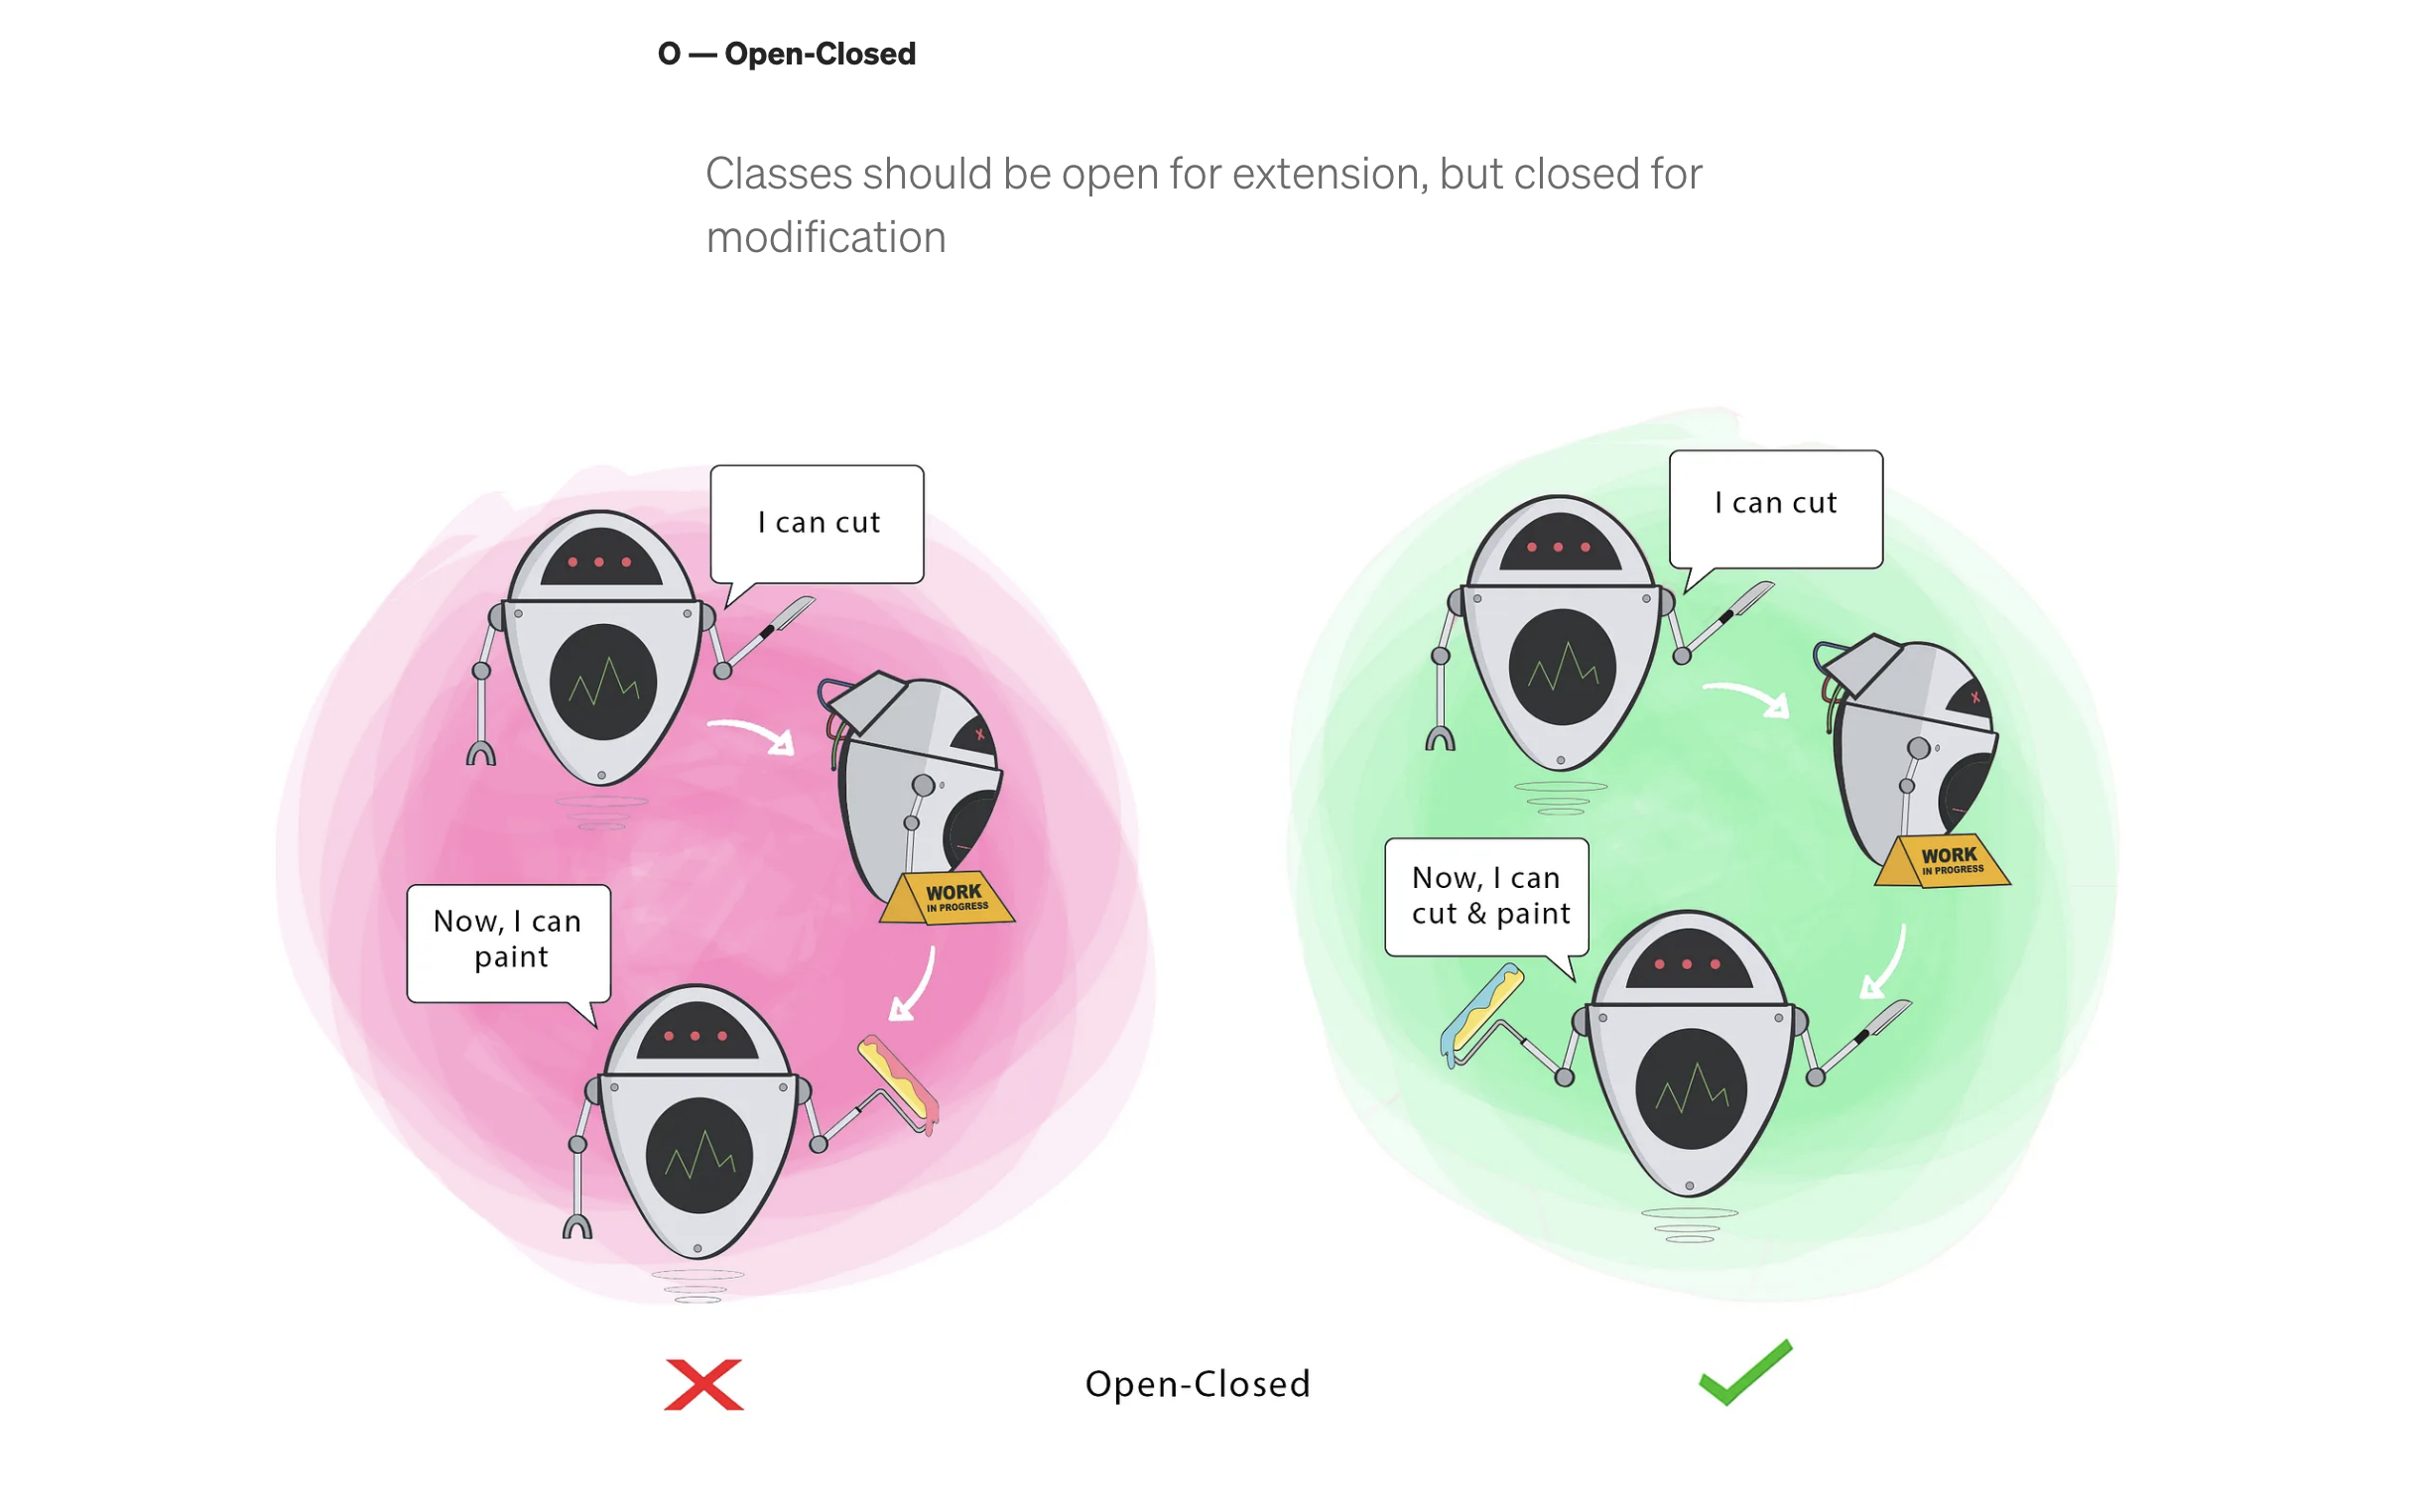 O — Open-Closed
Classes should be open for extension, but closed for
modification
I can cut
WORK
IN PROGRESS
Now, I can
paint
I can cut
WORK
IN PROGRESS
Now, I can
cut & paint
Open-Closed